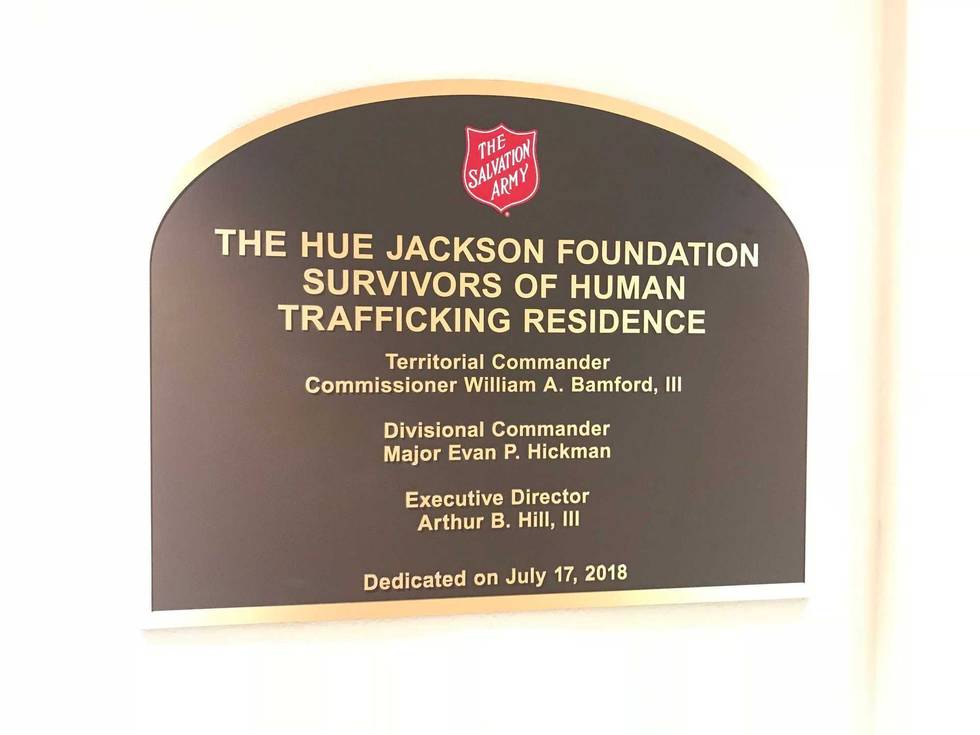 THE
SALVATION
ARMY
THE HUE JACKSON FOUNDATION
SURVIVORS OF HUMAN
TRAFFICKING RESIDENCE
Territorial Commander
Commissioner William A. Bamford, III
Divisional Commander
Major Evan P. Hickman
Executive Director
Arthur B. Hill, III
Dedicated on July 17, 2018